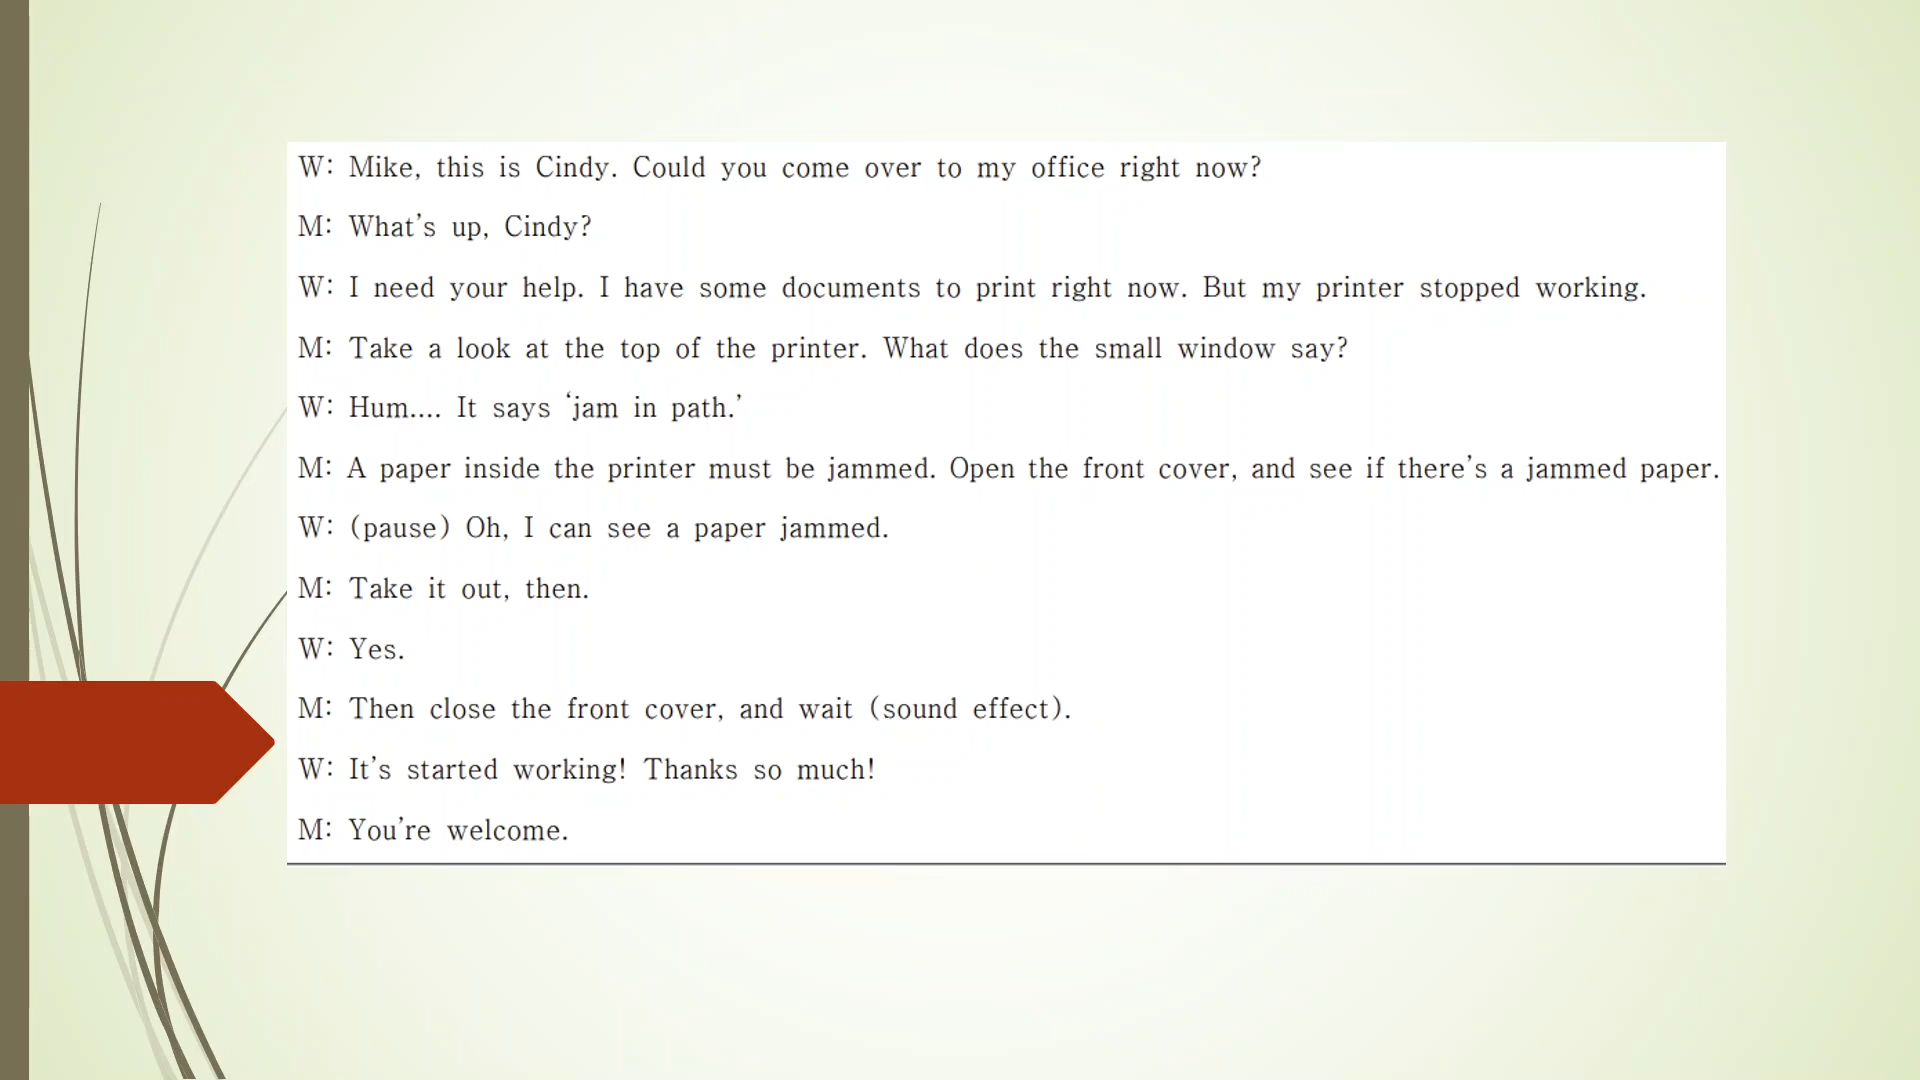 W: Mike, this is Cindy. Could you come over to my office right now?
M: What's up, Cindy?
W: I need your help. I have some documents to print right now. But my printer stopped working.
M: Take a look at the top of the printer. What does the small window say?
W: Hum.... It says ‘jam in path.’
M: A paper inside the printer must be jammed. Open the front cover, and see if there's a jammed paper.
W: (pause) Oh, I can see a paper jammed.
M: Take it out, then.
W: Yes.
M: Then close the front cover, and wait (sound effect).
W: It's started working! Thanks so much!
M: You're welcome.